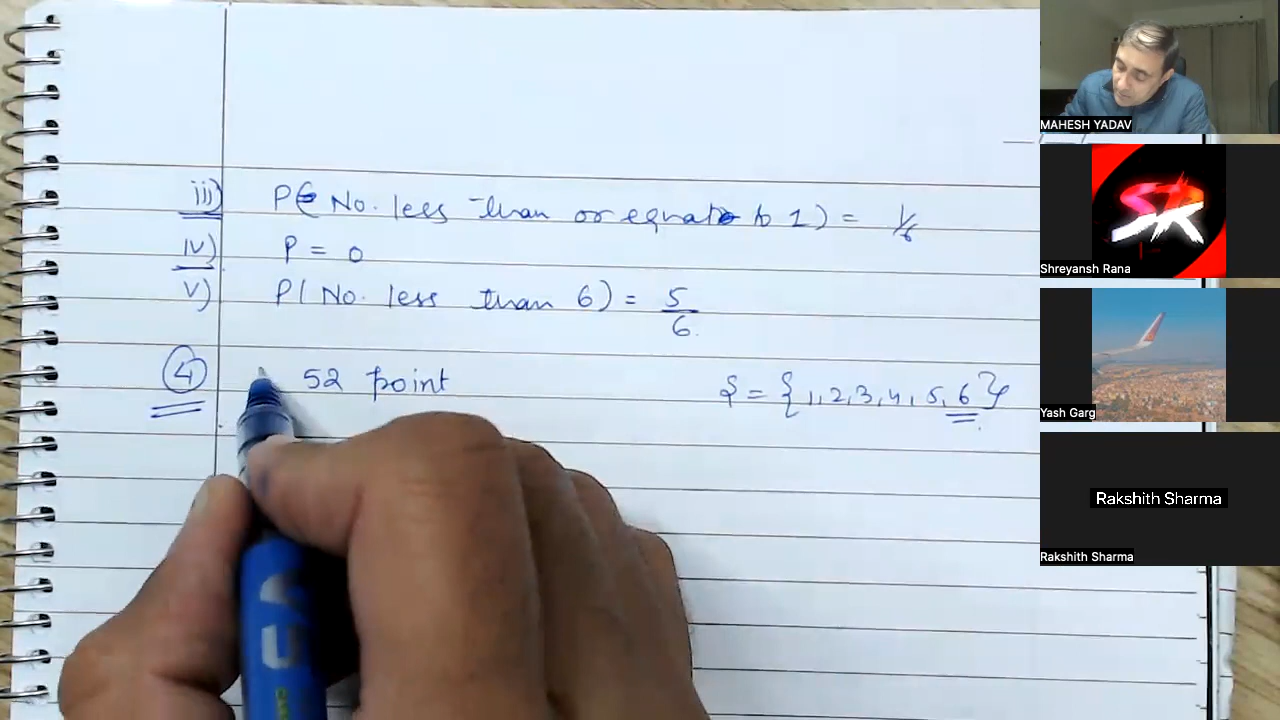 iii) P( No. less than or equal to 1) = 1/6
iv) P = 0
v) P( No. less than 6) = 5/6.
4 52 point
S = {1,2,3,4,5,6}
MAHESH YADAV
SR
Shreyansh Rana
Yash Garg
Rakshith Sharma
Rakshith Sharma